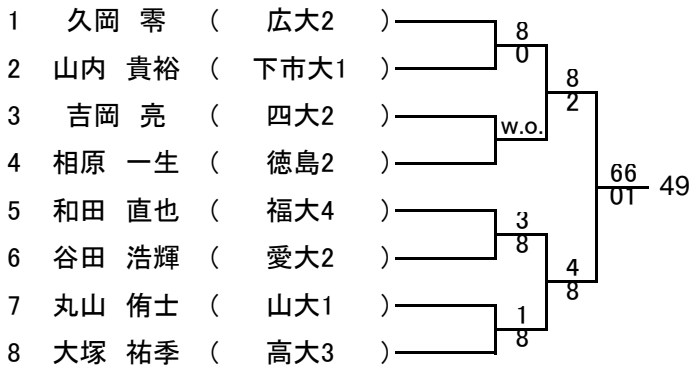 1 久岡 零 ( 広大2 )
2 山内 貴裕 ( 下市大1 )
3 吉岡 亮 ( 四大2 )
4 相原 一生 ( 徳島2 )
5 和田 直也 ( 福大4 )
6 谷田 浩輝 ( 愛大2 )
7 丸山 侑士 ( 山大1 )
8 大塚 祐季 ( 高大3 )
8
0
w.o.
3
8
1
8
8
2
4
8
66
01
49